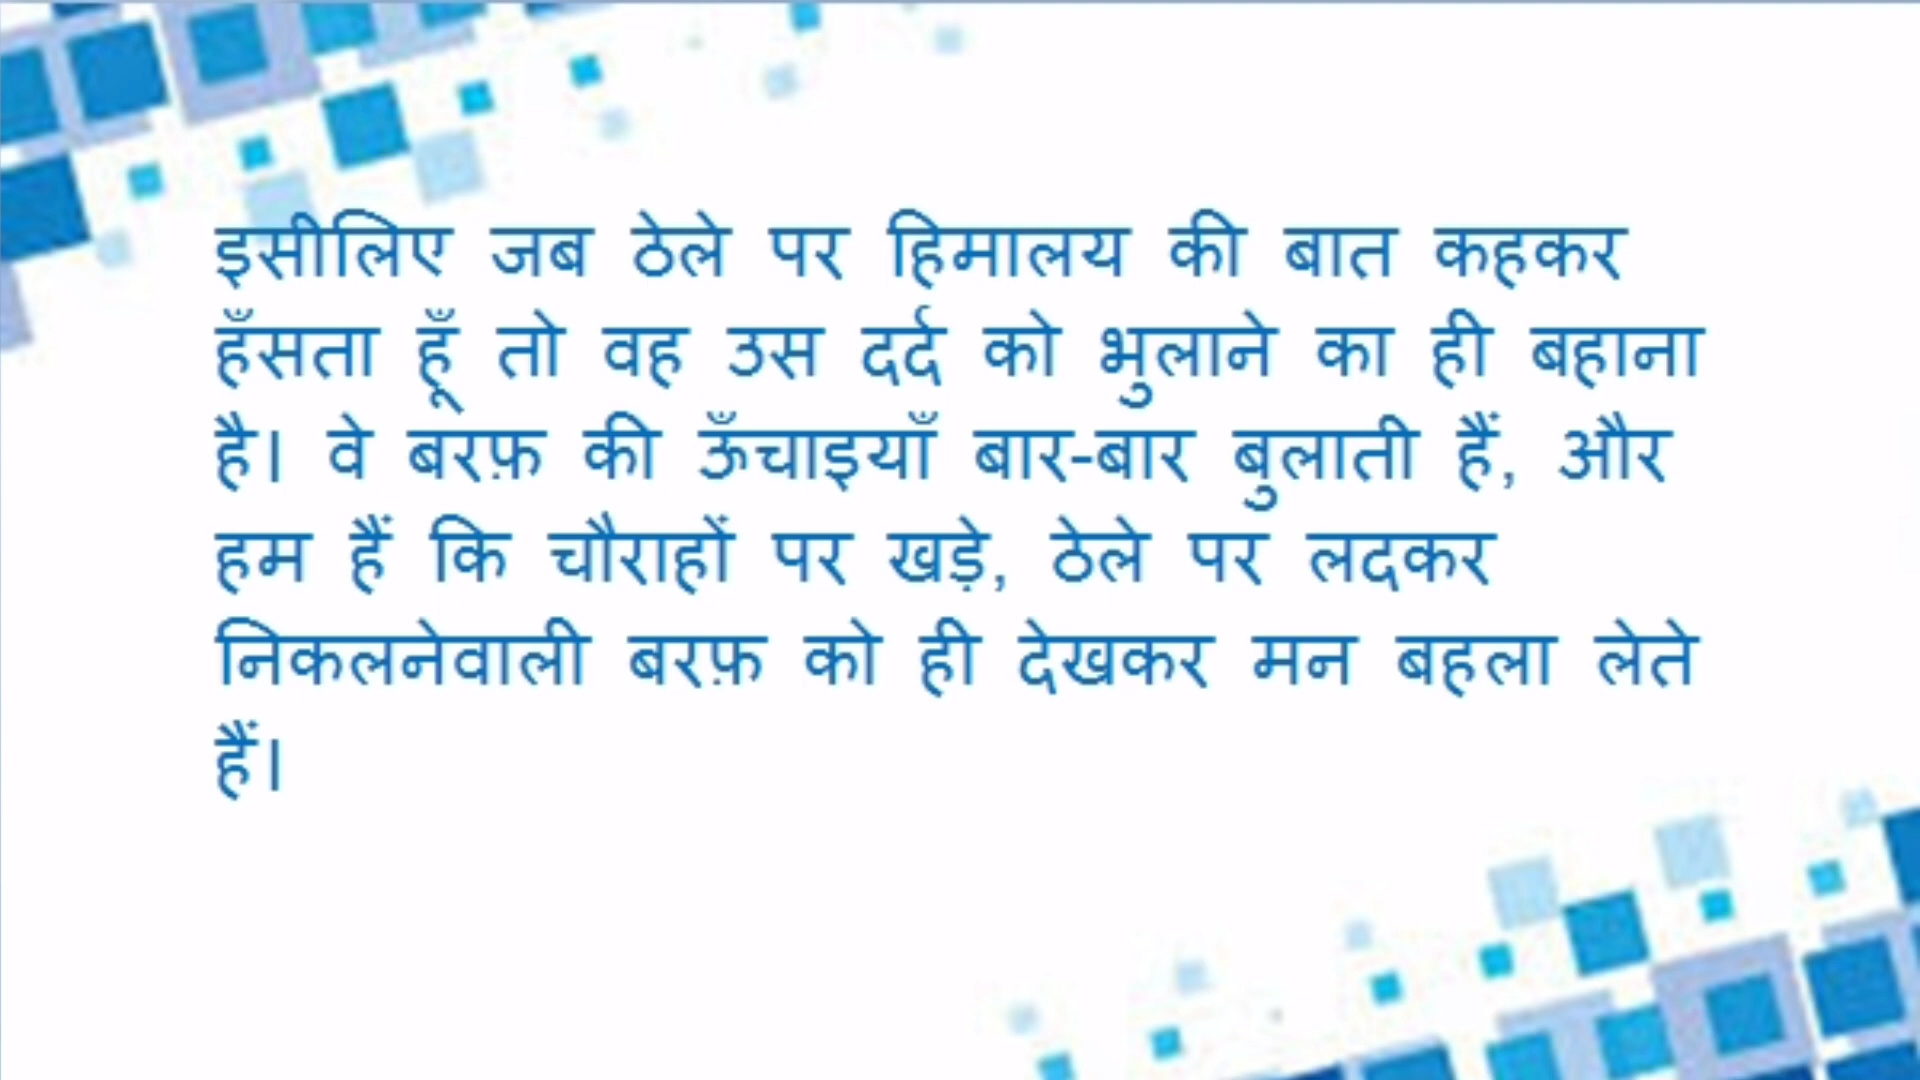 इसीलिए जब ठेले पर हिमालय की बात कहकर
हँसता हूँ तो वह उस दर्द को भुलाने का ही बहाना
है। वे बरफ़ की ऊँचाइयाँ बार-बार बुलाती हैं, और
हम हैं कि चौराहों पर खड़े, ठेले पर लदकर
निकलनेवाली बरफ़ को ही देखकर मन बहला लेते
हैं।